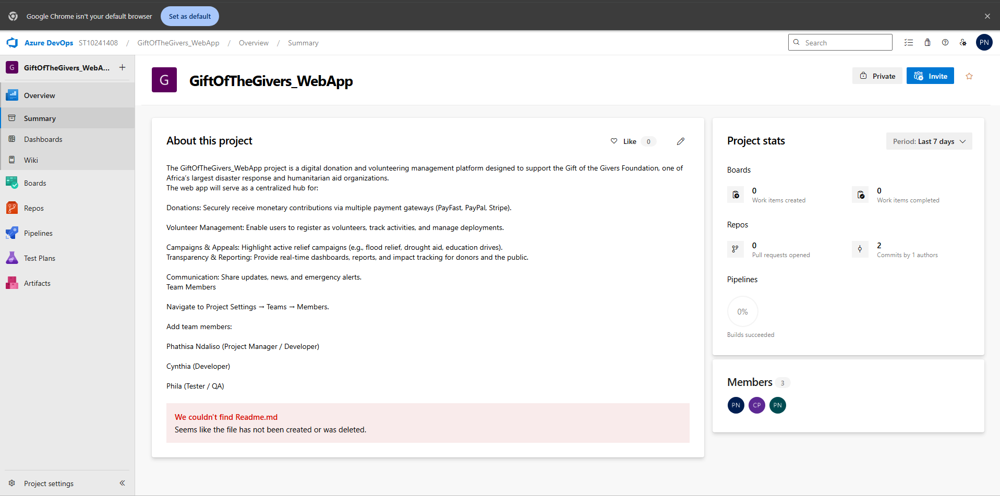 Google Chrome isn't your default browser
Set as default
Azure DevOps ST10241408 / GiftOfTheGivers_WebApp / Overview / Summary
Search
PN
G GiftOfTheGivers_WebA... +
Overview
Summary
Dashboards
Wiki
Boards
Repos
Pipelines
Test Plans
Artifacts
Project settings
G GiftOfTheGivers_WebApp
Private
Invite
About this project
Like 0
The GiftOfTheGivers_WebApp project is a digital donation and volunteering management platform designed to support the Gift of the Givers Foundation, one of
Africa’s largest disaster response and humanitarian aid organizations.
The web app will serve as a centralized hub for:
Donations: Securely receive monetary contributions via multiple payment gateways (PayFast, PayPal, Stripe).
Volunteer Management: Enable users to register as volunteers, track activities, and manage deployments.
Campaigns & Appeals: Highlight active relief campaigns (e.g., flood relief, drought aid, education drives).
Transparency & Reporting: Provide real-time dashboards, reports, and impact tracking for donors and the public.
Communication: Share updates, news, and emergency alerts.
Team Members
Navigate to Project Settings → Teams → Members.
Add team members:
Phathisa Ndaliso (Project Manager / Developer)
Cynthia (Developer)
Phila (Tester / QA)
We couldn't find Readme.md
Seems like the file has not been created or was deleted.
Project stats
Period: Last 7 days
Boards
0
Work items created
0
Work items completed
Repos
0
Pull requests opened
2
Commits by 1 authors
Pipelines
0%
Builds succeeded
Members 3
PN CP PN